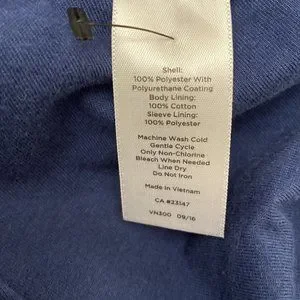 Shell:
100% Polyester With
Polyurethane Coating
Body Lining:
100% Cotton
Sleeve Lining:
100% Polyester
Machine Wash Cold
Gentle Cycle
Only Non-Chlorine
Bleach When Needed
Line Dry
Do Not Iron
Made in Vietnam
CA #23147
VN300 09/16